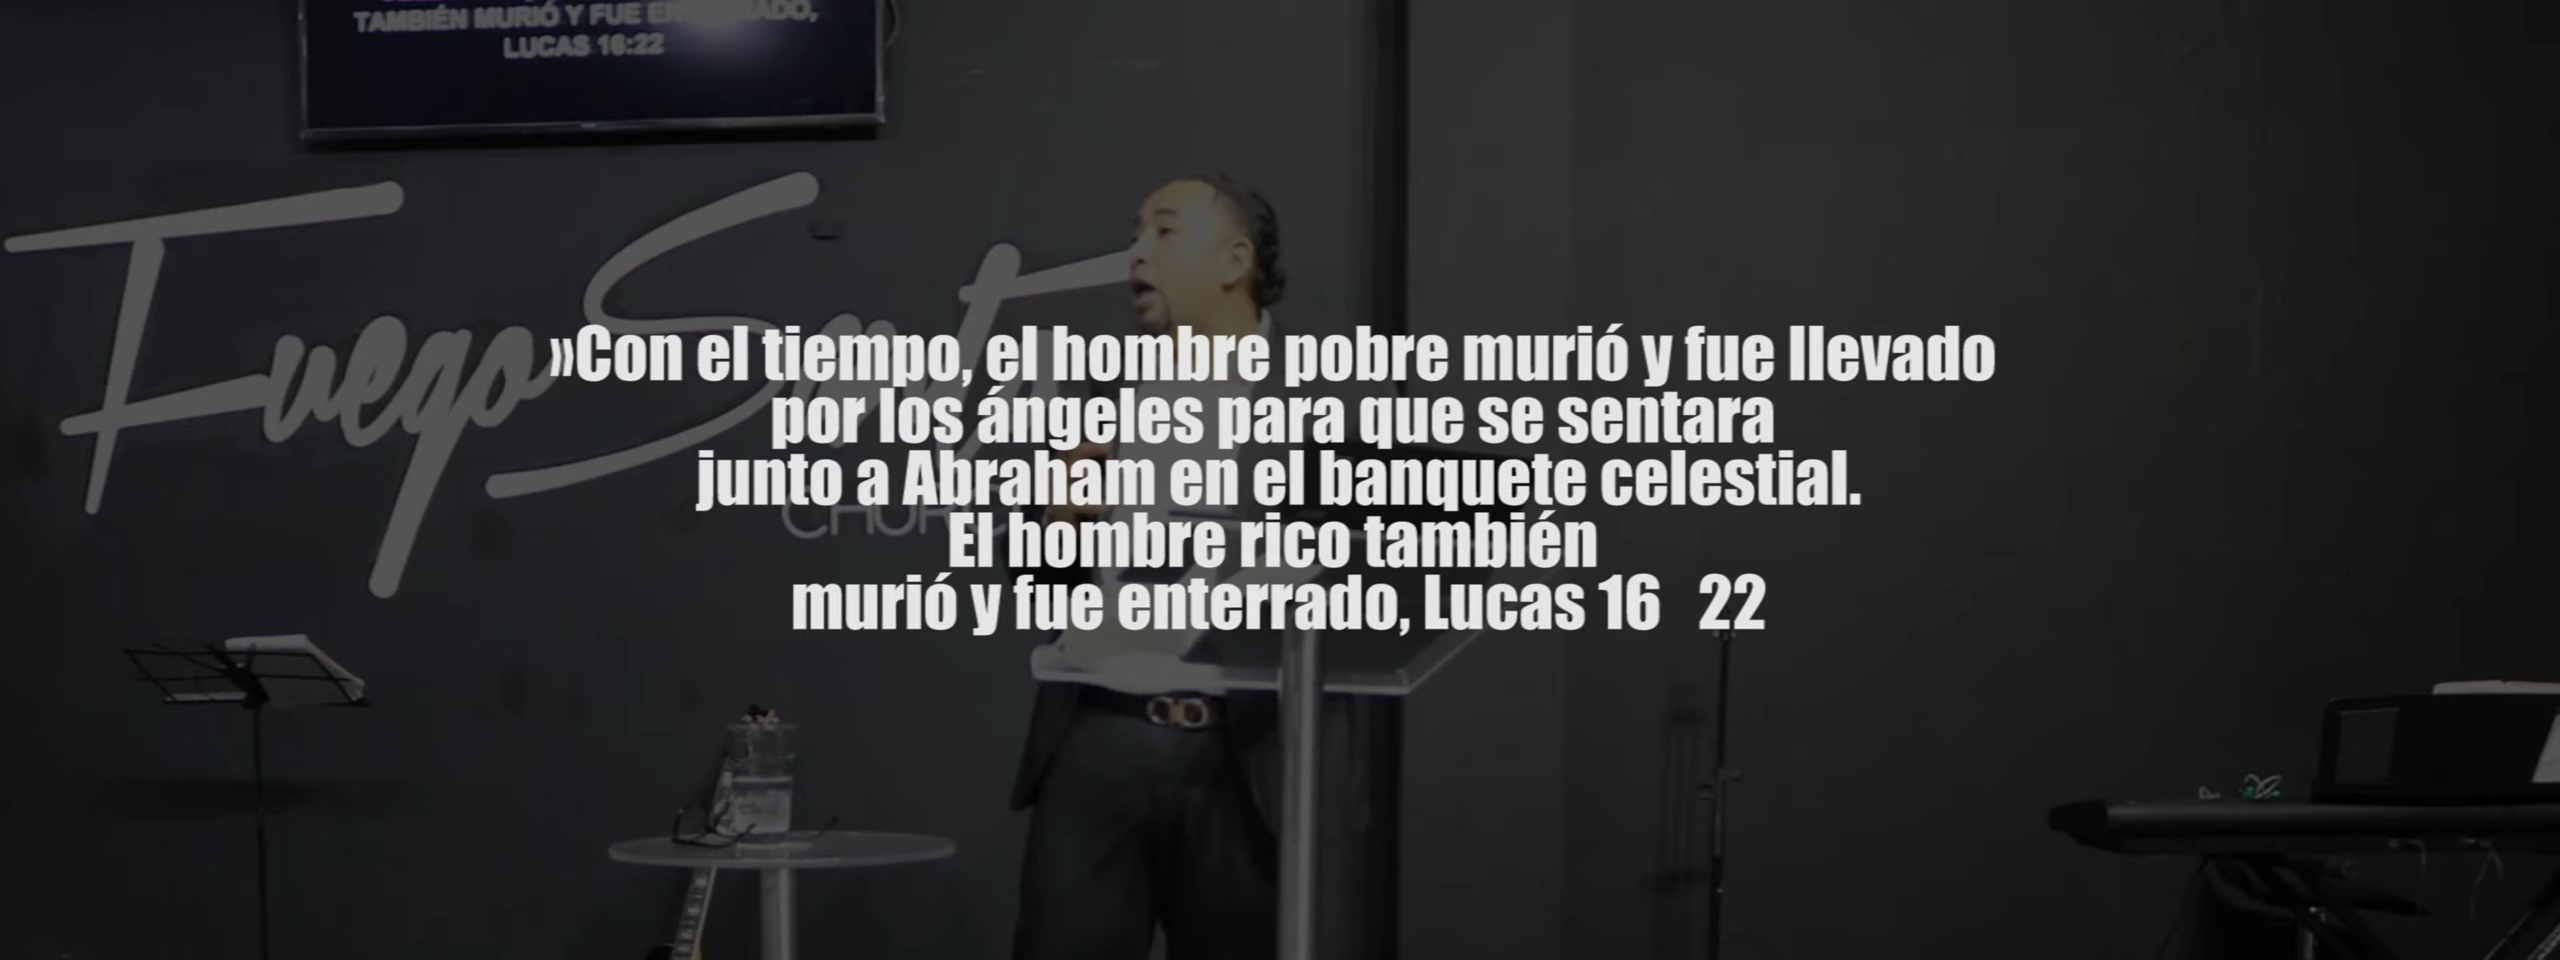 TAMBIÉN MURIÓ Y FUE
LUCAS 16:22
Fuego
»Con el tiempo, el hombre pobre murió y fue llevado
por los ángeles para que se sentara
junto a Abraham en el banquete celestial.
El hombre rico también
murió y fue enterrado, Lucas 16   22